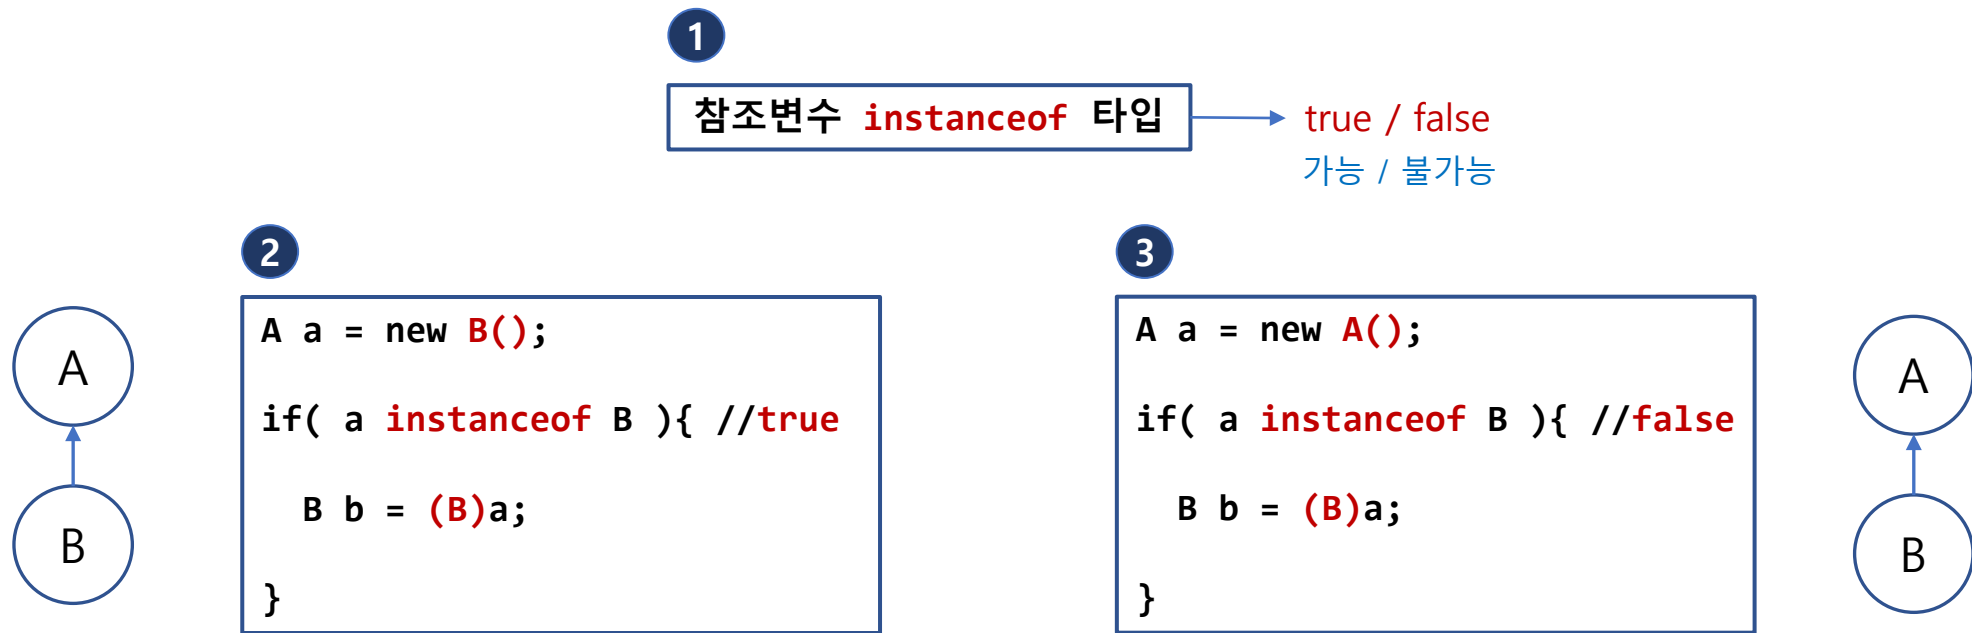 1
참조변수 instanceof 타입
true / false
가능 / 불가능
2
A a = new B();
if( a instanceof B ){ //true
B b = (B)a;
}
A
B
3
A a = new A();
if( a instanceof B ){ //false
B b = (B)a;
}
A
B